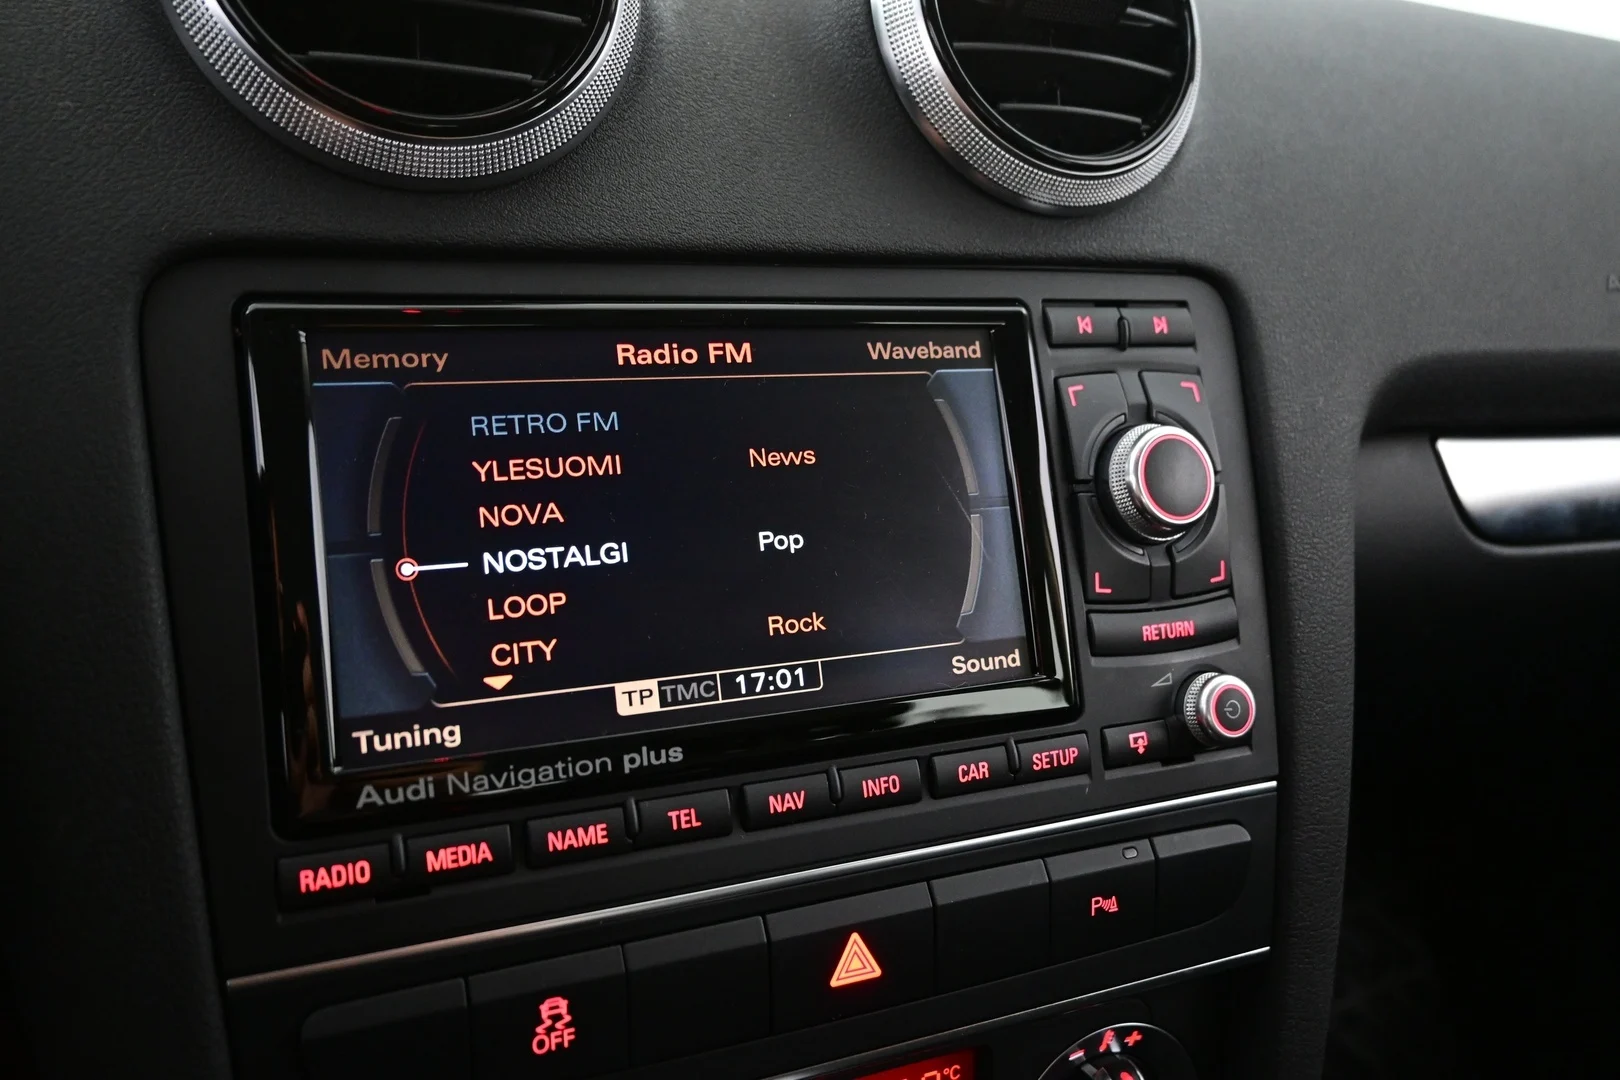 Memory Radio FM Waveband
RETRO FM
YLESUOMI News
NOVA
NOSTALGI Pop
LOOP
CITY Rock
TP TMC 17:01 Sound
Tuning
Audi Navigation plus
RETURN
RADIO MEDIA NAME TEL NAV INFO CAR SETUP
P
OFF
°C